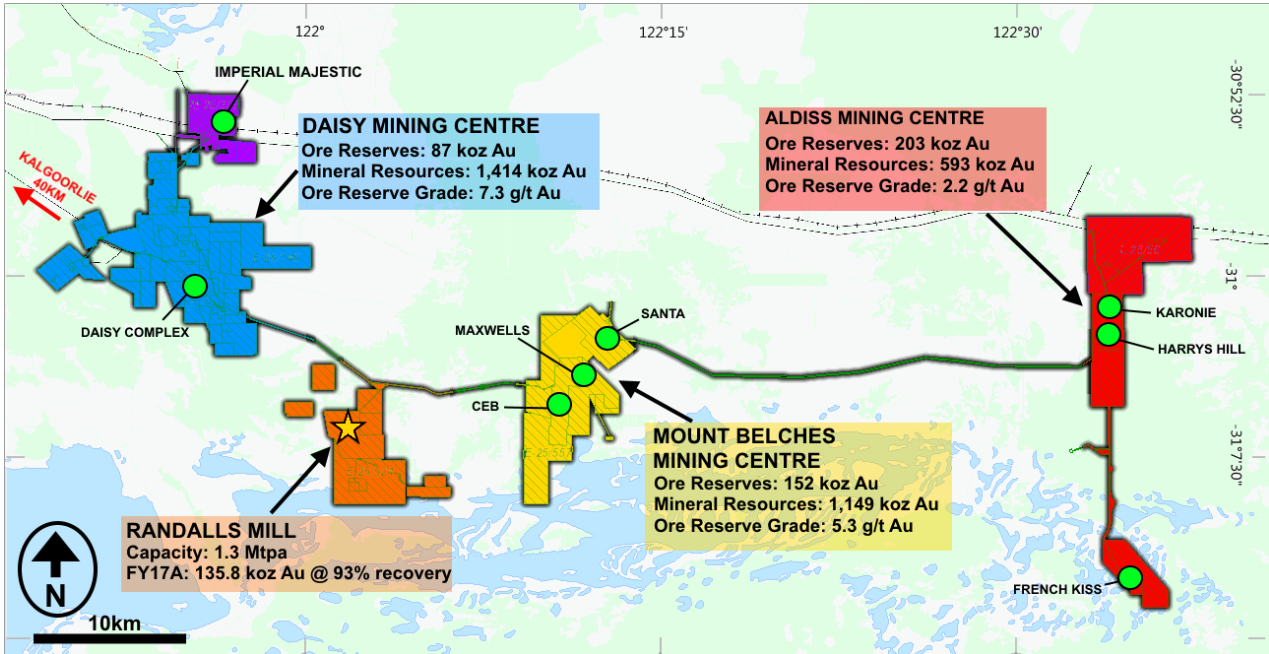 122°
122°15'
122°30'
-30°52'30"
-31°
-31°7'30"
IMPERIAL MAJESTIC
KALGOORLIE
40KM
DAISY MINING CENTRE
Ore Reserves: 87 koz Au
Mineral Resources: 1,414 koz Au
Ore Reserve Grade: 7.3 g/t Au
ALDISS MINING CENTRE
Ore Reserves: 203 koz Au
Mineral Resources: 593 koz Au
Ore Reserve Grade: 2.2 g/t Au
DAISY COMPLEX
MAXWELLS
SANTA
CEB
KARONIE
HARRYS HILL
MOUNT BELCHES
MINING CENTRE
Ore Reserves: 152 koz Au
Mineral Resources: 1,149 koz Au
Ore Reserve Grade: 5.3 g/t Au
RANDALLS MILL
Capacity: 1.3 Mtpa
FY17A: 135.8 koz Au @ 93% recovery
FRENCH KISS
N
10km